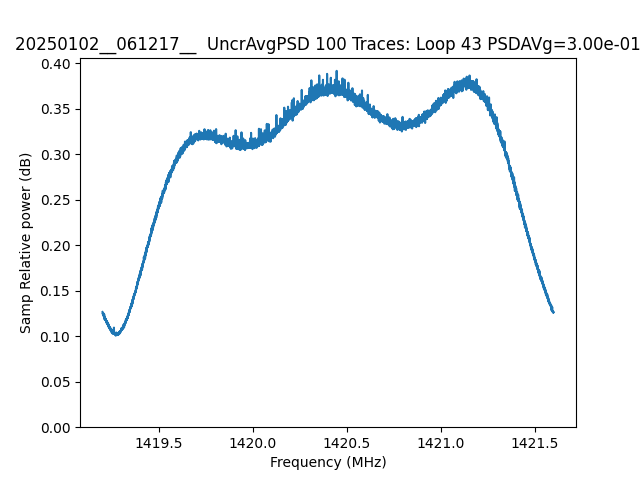 20250102__061217__  UncrAvgPSD 100 Traces: Loop 43 PSDAVg=3.00e-01
0.40
0.35
0.30
0.25
0.20
0.15
0.10
0.05
0.00
Samp Relative power (dB)
1419.5 1420.0 1420.5 1421.0 1421.5
Frequency (MHz)